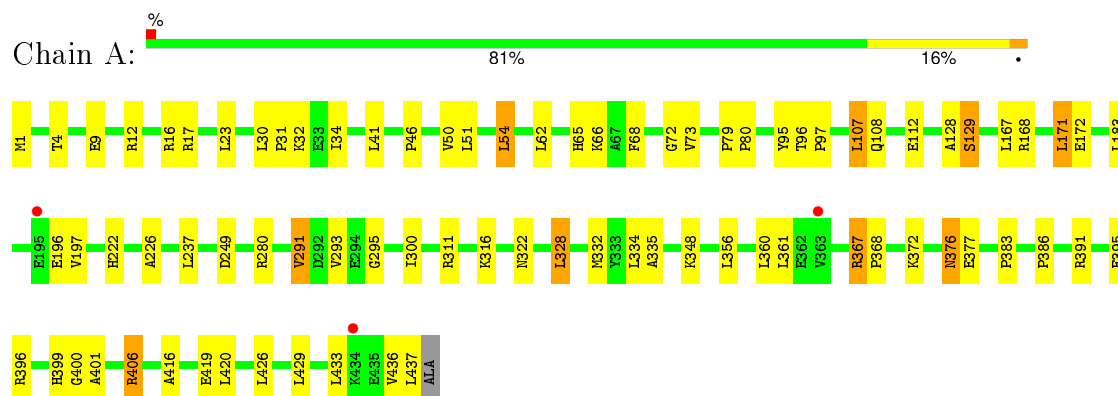 %
Chain A:
81% 16% •
M1 T4 E9 R12 R16 R17 L23 L30 P31 K32 E33 I34 L41 P46 V50 L51 L54 L62 H65 K66 A67 F68 G72 V73 P79 P80 Y95 T96 P97 L107 Q108 E112 A128 S129 L167 R168 L171 E172
E195 E196 V197 H222 A226 L237 D249 R280 V291 D292 V293 E294 G295 I300 R311 K316 N322 L328 M332 Y333 L334 A335 K348 L356 L360 L361 E362 V363 R367 P368 K372 N376 E377 P383 P386 R391
R396 H399 G400 A401 R406 A416 E419 L420 L426 L429 L433 K434 E435 V436 L437 ALA